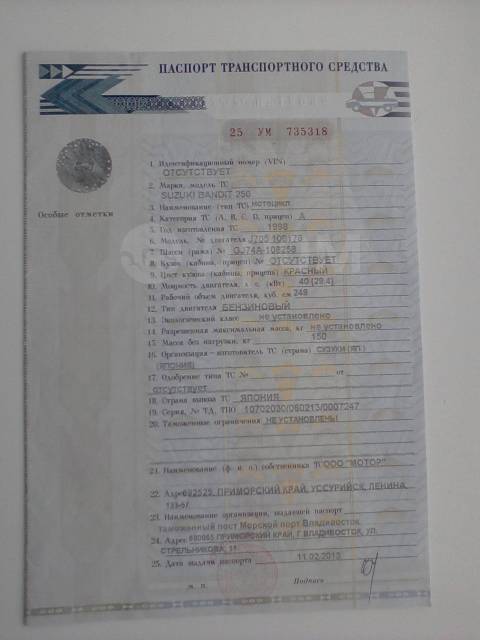 ПАСПОРТ ТРАНСПОРТНОГО СРЕДСТВА
25 УМ 735318
Особые отметки
1. Идентификационный номер (VIN)
ОТСУТСТВУЕТ
2. Марка, модель ТС
SUZUKI BANDIT 250
3. Наименование (тип ТС) мотоцикл
4. Категория ТС (А, В, С, D, прицеп) А
5. Год изготовления ТС 1998
6. Модель, № двигателя J705 106178
7. Шасси (рама) № GJ74A-106258
8. Кузов (кабина, прицеп) № ОТСУТСТВУЕТ
9. Цвет кузова (кабины, прицепа) КРАСНЫЙ
10. Мощность двигателя, л. с. (кВт) 40 (29.4)
11. Рабочий объем двигателя, куб. см 248
12. Тип двигателя БЕНЗИНОВЫЙ
13. Экологический класс не установлено
14. Разрешенная максимальная масса, кг не установлено
15. Масса без нагрузки, кг 150
16. Организация – изготовитель ТС (страна) СУЗУКИ (ЯП.)
(ЯПОНИЯ)
17. Одобрение типа ТС № от
отсутствует
18. Страна вывоза ТС ЯПОНИЯ
19. Серия, № ТД, ТПО 10702030/060213/0007247
20. Таможенные ограничения НЕ УСТАНОВЛЕНЫ
21. Наименование (ф. и. о.) собственника ТС ООО "МОТОР"
22. Адрес 692525, ПРИМОРСКИЙ КРАЙ, УССУРИЙСК, ЛЕНИНА,
23. Наименование организации, выдавшей паспорт
Таможенный пост Морской порт Владивосток
24. Адрес 690065 ПРИМОРСКИЙ КРАЙ, Г ВЛАДИВОСТОК, УЛ.
СТРЕЛЬНИКОВА,
25. Дата выдачи паспорта 11.02.2013
м. п. Подпись